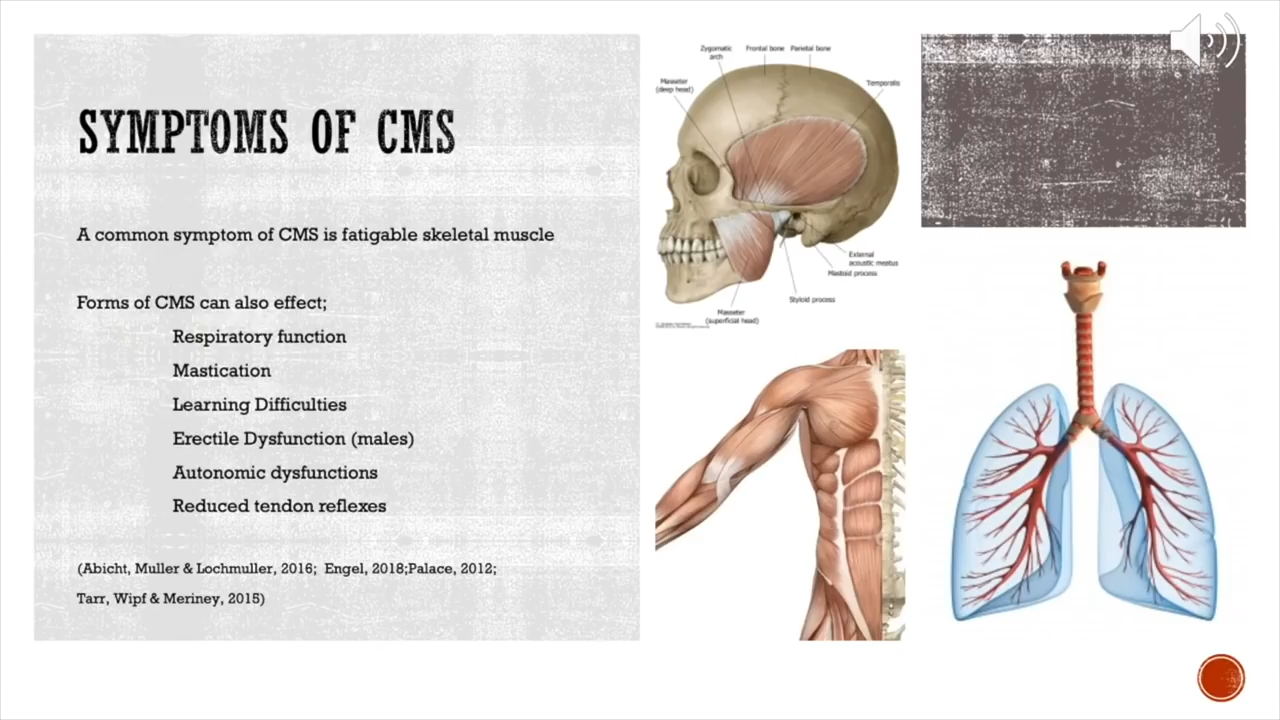 SYMPTOMS OF CMS
A common symptom of CMS is fatigable skeletal muscle
Forms of CMS can also effect;
Respiratory function
Mastication
Learning Difficulties
Erectile Dysfunction (males)
Autonomic dysfunctions
Reduced tendon reflexes
(Abicht, Muller & Lochmuller, 2016;  Engel, 2018;Palace, 2012;
Tarr, Wipf & Meriney, 2015)
Zygomatic
arch
Frontal bone
Parietal bone
Masseter
(deep head)
Temporalis
External
acoustic meatus
Mastoid process
Styloid process
Masseter
(superficial head)